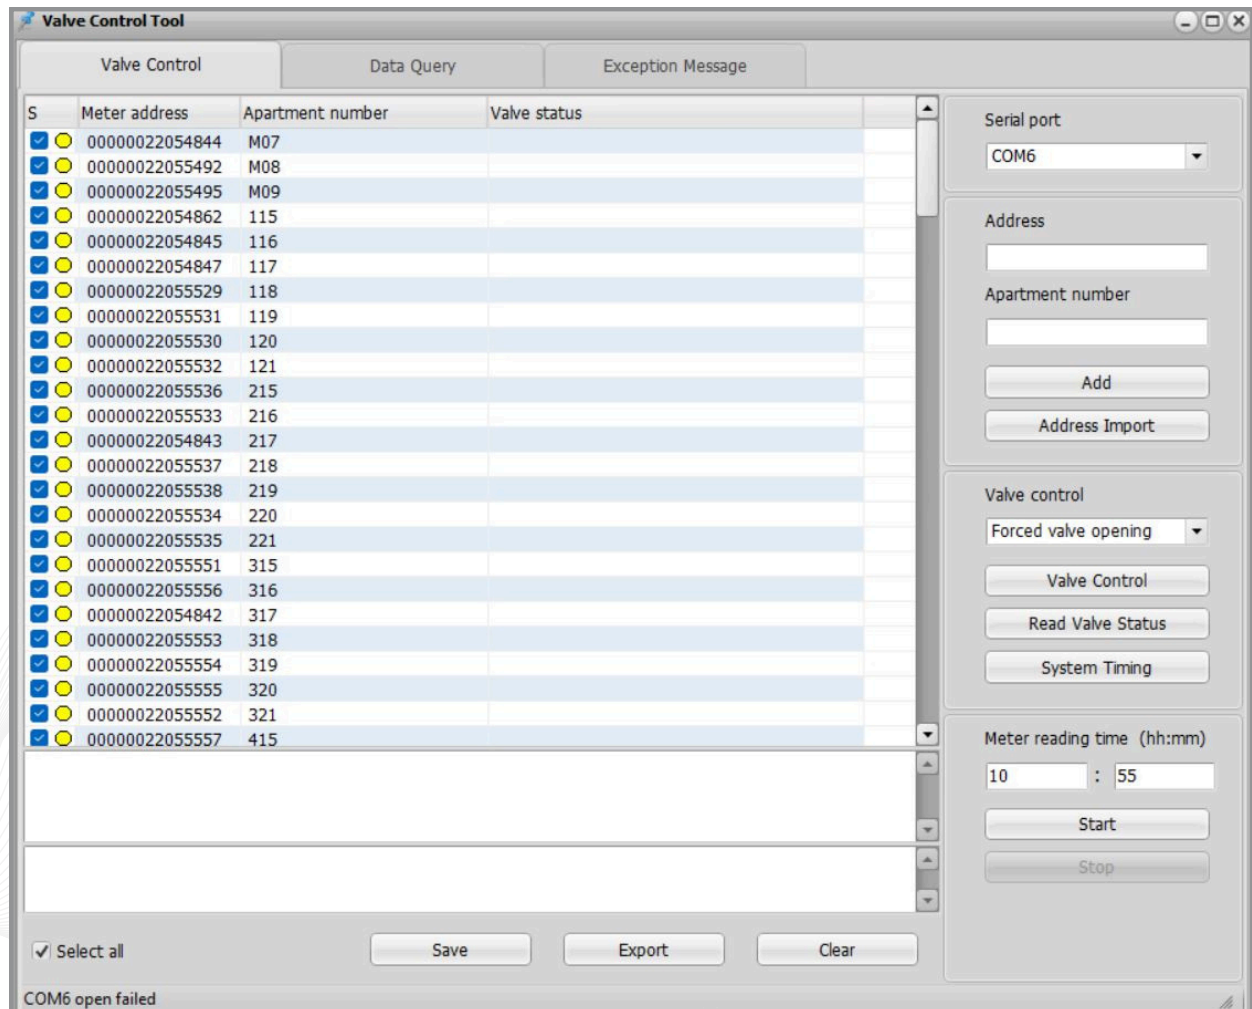 Valve Control Tool
Valve Control Data Query Exception Message
S Meter address Apartment number Valve status
00000022054844 M07
00000022055492 M08
00000022055495 M09
00000022054862 115
00000022054845 116
00000022054847 117
00000022055529 118
00000022055531 119
00000022055530 120
00000022055532 121
00000022055536 215
00000022055533 216
00000022054843 217
00000022055537 218
00000022055538 219
00000022055534 220
00000022055535 221
00000022055551 315
00000022055556 316
00000022054842 317
00000022055553 318
00000022055554 319
00000022055555 320
00000022055552 321
00000022055557 415
Select all
Save Export Clear
COM6 open failed
Serial port
COM6
Address
Apartment number
Add
Address Import
Valve control
Forced valve opening
Valve Control
Read Valve Status
System Timing
Meter reading time (hh:mm)
10 : 55
Start
Stop